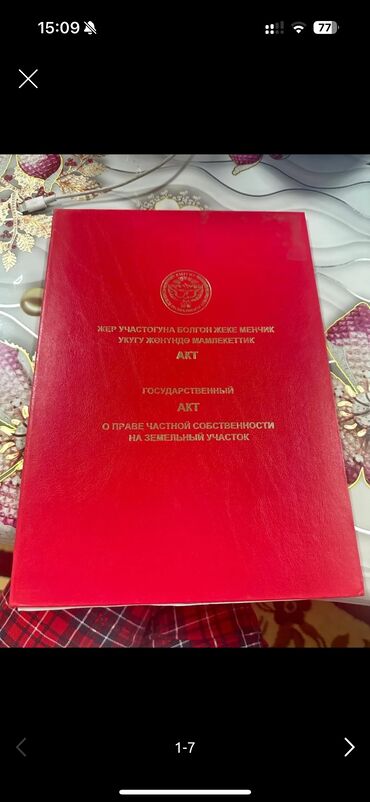 15:09
77
ЖЕР УЧАСТОГУНА БОЛГОН ЖЕКЕ МЕНЧИК
УКУГУ ЖӨНҮНДӨ МАМЛЕКЕТТИК
АКТ
ГОСУДАРСТВЕННЫЙ
АКТ
О ПРАВЕ ЧАСТНОЙ СОБСТВЕННОСТИ
НА ЗЕМЕЛЬНЫЙ УЧАСТОК
1-7